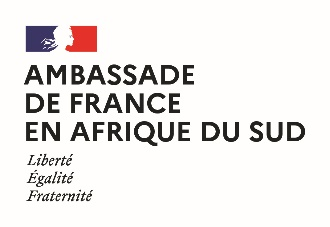 AMBASSADE
DE FRANCE
EN AFRIQUE DU SUD
Liberté
Égalité
Fraternité